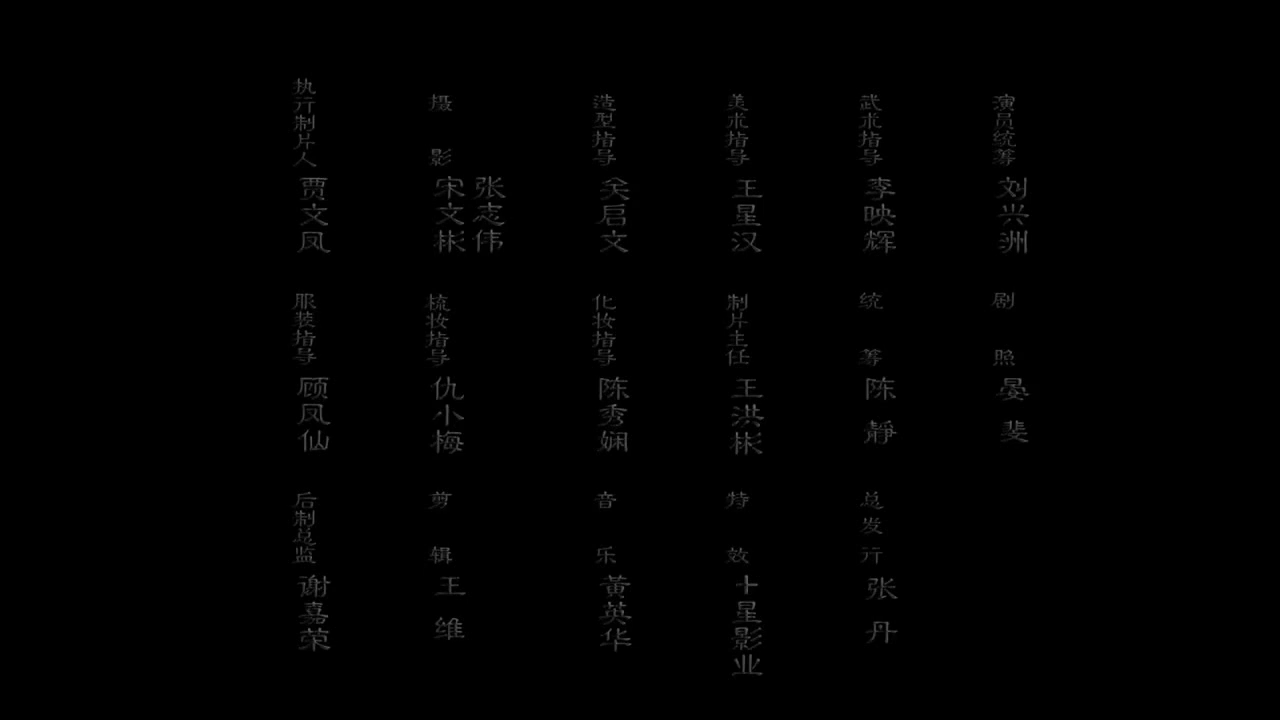 执行制片人
贾文凤
摄影
宋文彬
张志伟
造型指导
关启文
美术指导
王星汉
武术指导
李映辉
演员统筹
刘兴洲
服装指导
顾凤仙
梳妆指导
仇小梅
化妆指导
陈秀娴
制片主任
王洪彬
统筹
陈静
剧照
晏斐
后制总监
谢嘉荣
剪辑
王维
音乐
黄英华
特效
十星影业
总发行
张丹